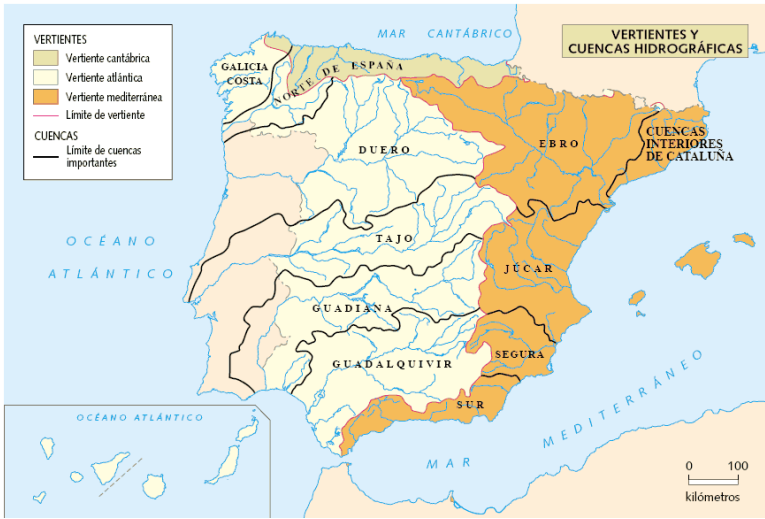 MAR CANTÁBRICO
VERTIENTES Y
CUENCAS HIDROGRÁFICAS
VERTIENTES
Vertiente cantábrica
Vertiente atlántica
Vertiente mediterránea
Límite de vertiente
CUENCAS
Límite de cuencas
importantes
GALICIA
COSTA
NORTE DE ESPAÑA
DUERO
EBRO
CUENCAS
INTERIORES
DE CATALUÑA
OCÉANO
ATLÁNTICO
TAJO
JÚCAR
GUADIANA
GUADALQUIVIR
SEGURA
SUR
MAR MEDITERRÁNEO
OCÉANO ATLÁNTICO
0 100
kilómetros